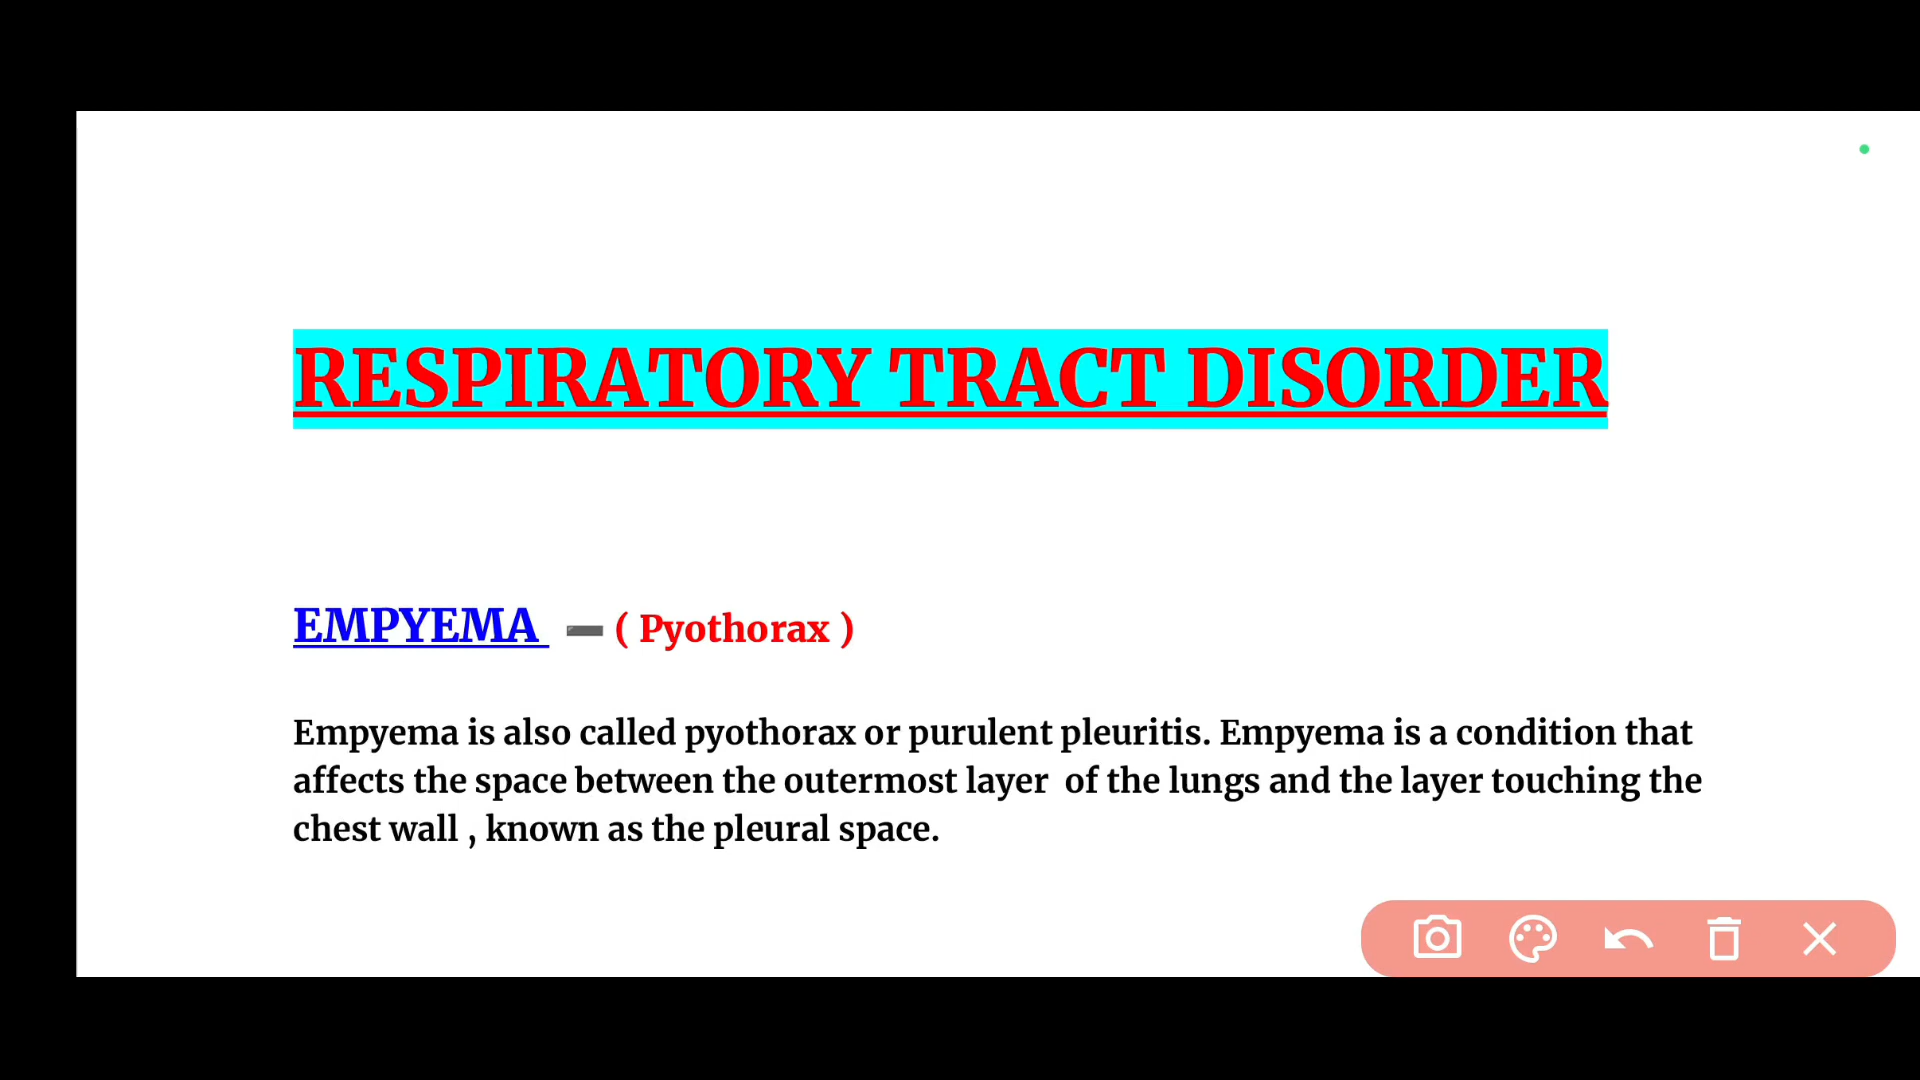 RESPIRATORY TRACT DISORDER
EMPYEMA ➖ ( Pyothorax )
Empyema is also called pyothorax or purulent pleuritis. Empyema is a condition that
affects the space between the outermost layer  of the lungs and the layer touching the
chest wall , known as the pleural space.